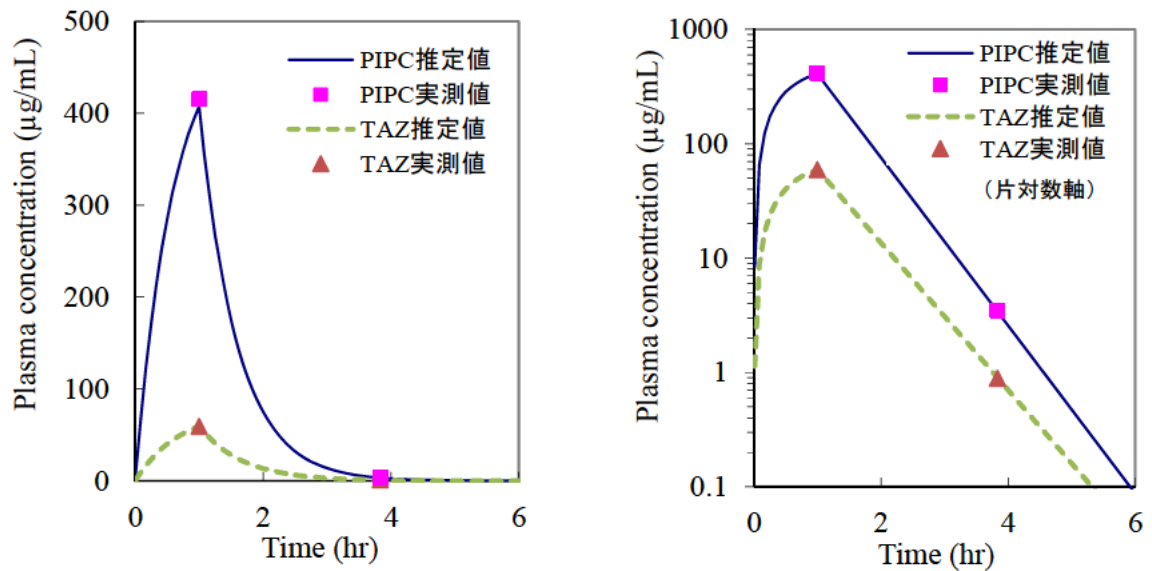 Plasma concentration (μg/mL)
500
400
300
200
100
0
PIPC推定値
PIPC実測値
TAZ推定値
TAZ実測値
0
2
4
6
Time (hr)
Plasma concentration (μg/mL)
1000
100
10
1
0.1
PIPC推定値
PIPC実測値
TAZ推定値
TAZ実測値
（片対数軸）
0
2
4
6
Time (hr)